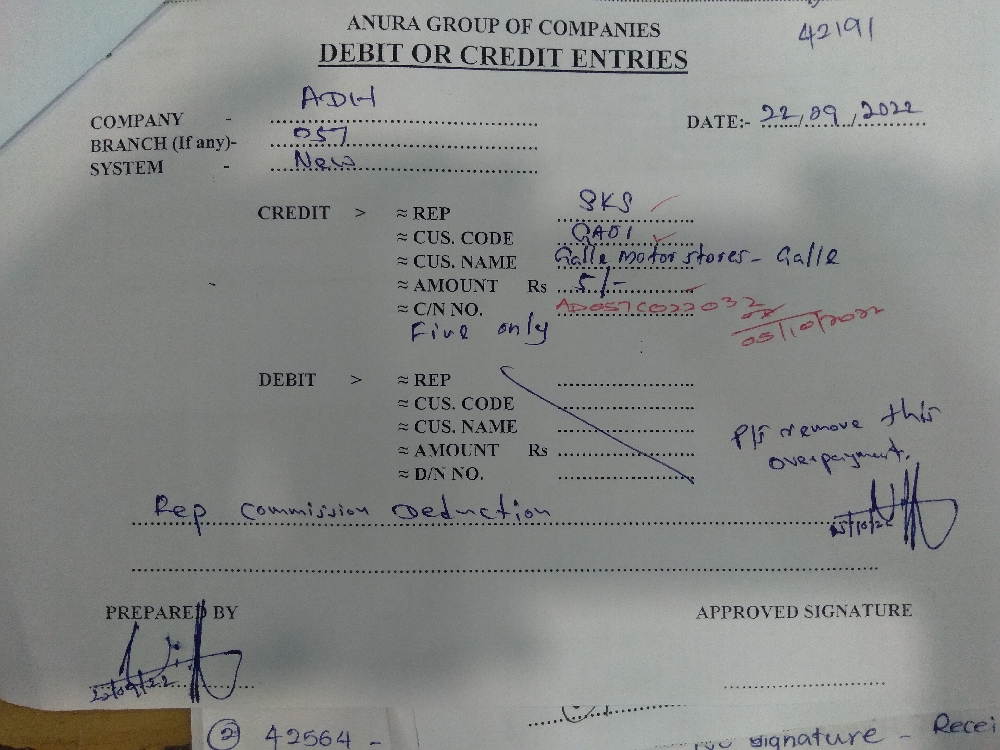 ANURA GROUP OF COMPANIES 42191
DEBIT OR CREDIT ENTRIES
COMPANY - ADH
DATE:- 22/09/2022
BRANCH (If any)- 057
SYSTEM - New
CREDIT > ≈ REP SKS
≈ CUS. CODE GA01
≈ CUS. NAME Galle Motor stores - Galle
≈ AMOUNT Rs 5/-
≈ C/N NO. AD057C022032
Five only 05/10/2022
DEBIT > ≈ REP
≈ CUS. CODE
≈ CUS. NAME
≈ AMOUNT Rs
≈ D/N NO.
Pls remove this
overpayment.
Rep Commission Deduction
PREPARED BY APPROVED SIGNATURE
② 42564 -
signature - Recei